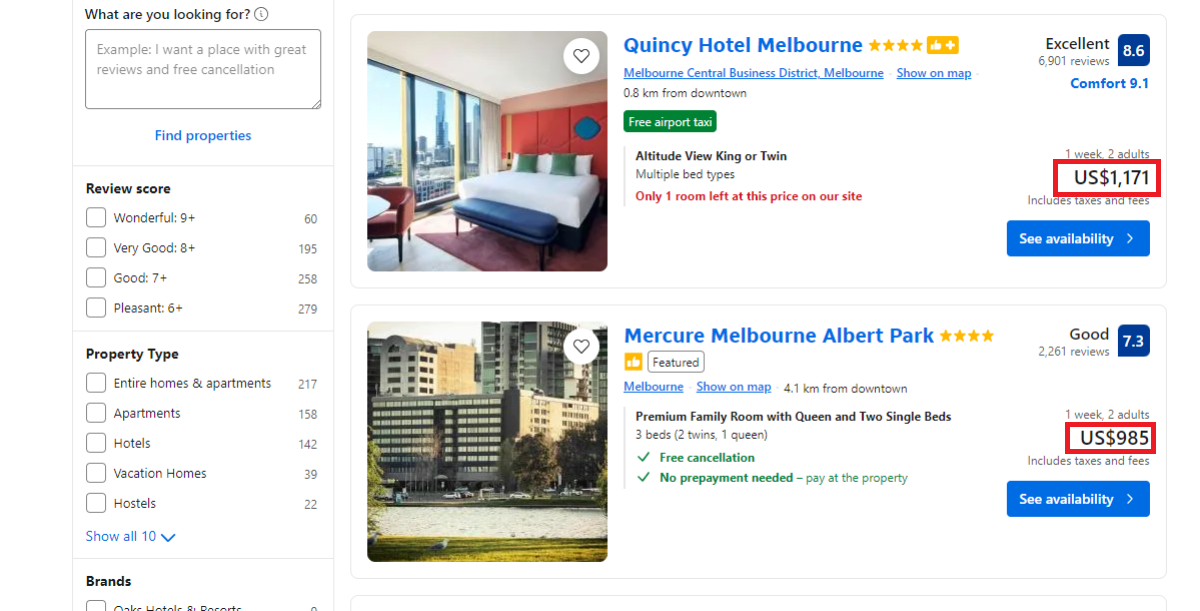 What are you looking for?
Example: I want a place with great
reviews and free cancellation
Find properties
Review score
Wonderful: 9+ 60
Very Good: 8+ 195
Good: 7+ 258
Pleasant: 6+ 279
Property Type
Entire homes & apartments 217
Apartments 158
Hotels 142
Vacation Homes 39
Hostels 22
Show all 10
Brands
Oaks Hotels & Resorts
Quincy Hotel Melbourne
Melbourne Central Business District, Melbourne · Show on map ·
0.8 km from downtown
Free airport taxi
Altitude View King or Twin
Multiple bed types
Only 1 room left at this price on our site
Excellent 8.6
6,901 reviews
Comfort 9.1
1 week, 2 adults
US$1,171
Includes taxes and fees
See availability
Mercure Melbourne Albert Park
Featured
Melbourne · Show on map · 4.1 km from downtown
Premium Family Room with Queen and Two Single Beds
3 beds (2 twins, 1 queen)
Free cancellation
No prepayment needed – pay at the property
Good 7.3
2,261 reviews
1 week, 2 adults
US$985
Includes taxes and fees
See availability